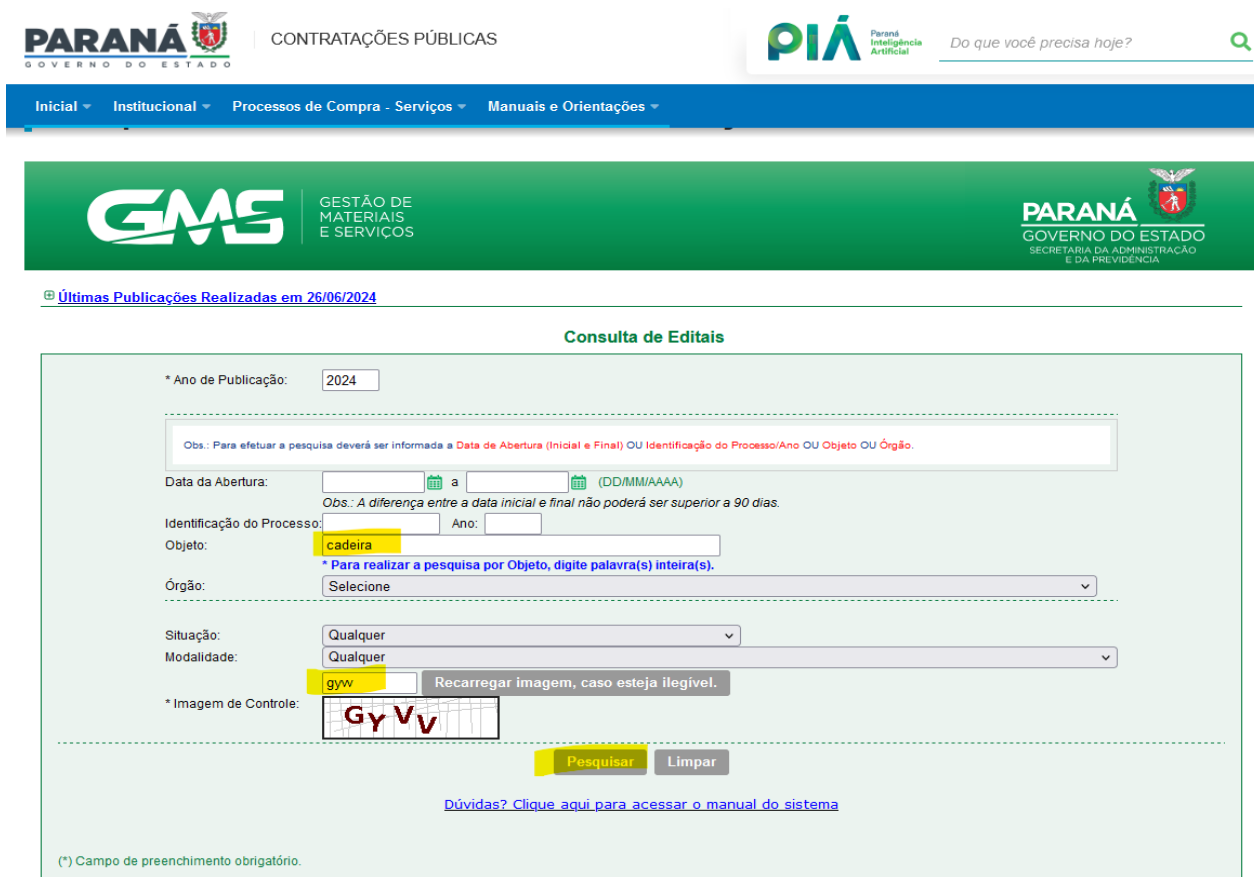 PARANÁ
GOVERNO DO ESTADO
CONTRATAÇÕES PÚBLICAS
PIÁ
Paraná
Inteligência
Artificial
Do que você precisa hoje?
Inicial
Institucional
Processos de Compra - Serviços
Manuais e Orientações
GMS
GESTÃO DE
MATERIAIS
E SERVIÇOS
PARANÁ
GOVERNO DO ESTADO
SECRETARIA DA ADMINISTRAÇÃO
E DA PREVIDÊNCIA
Últimas Publicações Realizadas em 26/06/2024
Consulta de Editais
* Ano de Publicação: 2024
Obs.: Para efetuar a pesquisa deverá ser informada a Data de Abertura (Inicial e Final) OU Identificação do Processo/Ano OU Objeto OU Órgão.
Data da Abertura: a (DD/MM/AAAA)
Obs.: A diferença entre a data inicial e final não poderá ser superior a 90 dias.
Identificação do Processo: Ano:
Objeto: cadeira
* Para realizar a pesquisa por Objeto, digite palavra(s) inteira(s).
Órgão: Selecione
Situação: Qualquer
Modalidade: Qualquer
gyvv Recarregar imagem, caso esteja ilegível.
* Imagem de Controle: GYVV
Pesquisar Limpar
Dúvidas? Clique aqui para acessar o manual do sistema
(*) Campo de preenchimento obrigatório.